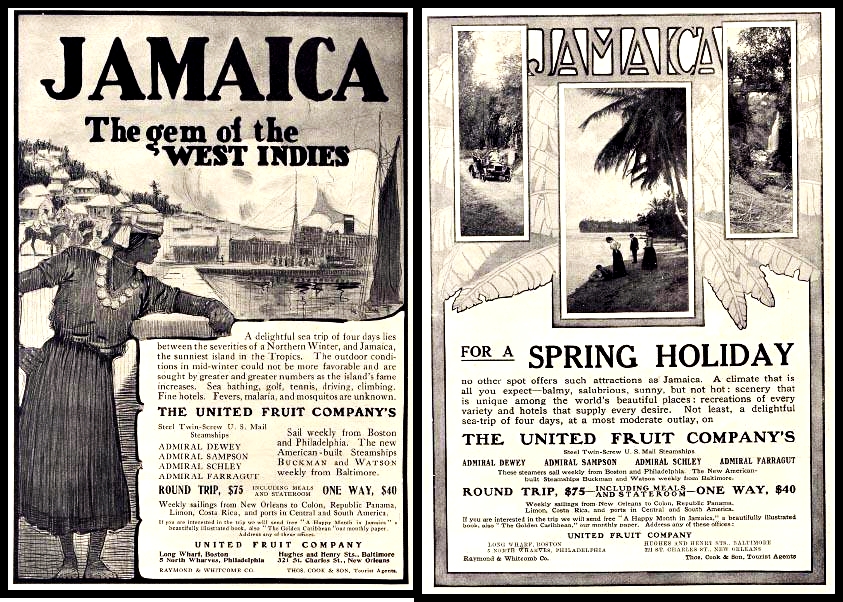 JAMAICA
The gem of the
WEST INDIES
A delightful sea trip of four days lies
between the severities of a Northern Winter, and Jamaica,
the sunniest island in the Tropics. The outdoor condi-
tions in mid-winter could not be more favorable and are
sought by greater and greater numbers as the island's fame
increases. Sea bathing, golf, tennis, driving, climbing.
Fine hotels. Fevers, malaria, and mosquitos are unknown.
THE UNITED FRUIT COMPANY'S
Steel Twin-Screw U. S. Mail
Steamships
ADMIRAL DEWEY
ADMIRAL SAMPSON
ADMIRAL SCHLEY
ADMIRAL FARRAGUT
Sail weekly from Boston
and Philadelphia. The new
American-built Steamships
BUCKMAN and WATSON
weekly from Baltimore.
ROUND TRIP, $75 INCLUDING MEALS AND STATEROOM ONE WAY, $40
Weekly sailings from New Orleans to Colon, Republic Panama,
Limon, Costa Rica, and ports in Central and South America.
If you are interested in the trip we will send free "A Happy Month in Jamaica," a
beautifully illustrated book, also "The Golden Caribbean" our monthly paper.
Address any of these offices.
UNITED FRUIT COMPANY
Long Wharf, Boston
5 North Wharves, Philadelphia
Hughes and Henry Sts., Baltimore
321 St. Charles St., New Orleans
RAYMOND & WHITCOMB CO.
THOS. COOK & SON, Tourist Agents.
JAMAICA
FOR A SPRING HOLIDAY
no other spot offers such attractions as Jamaica. A climate that is
all you expect—balmy, salubrious, sunny, but not hot: scenery that
is unique among the world's beautiful places: recreations of every
variety and hotels that supply every desire. Not least, a delightful
sea-trip of four days, at a most moderate outlay, on
THE UNITED FRUIT COMPANY'S
Steel Twin-Screw U. S. Mail Steamships
ADMIRAL DEWEY ADMIRAL SAMPSON ADMIRAL SCHLEY ADMIRAL FARRAGUT
These steamers sail weekly from Boston and Philadelphia. The New American-
built Steamships Buckman and Watson weekly from Baltimore.
ROUND TRIP, $75—INCLUDING MEALS AND STATEROOM—ONE WAY, $40
Weekly sailings from New Orleans to Colon, Republic Panama,
Limon, Costa Rica, and ports in Central and South America.
If you are interested in the trip we will send free "A Happy Month in Jamaica," a beautifully illustrated
book, also "The Golden Caribbean," our monthly paper. Address any of these offices:
UNITED FRUIT COMPANY
LONG WHARF, BOSTON
5 NORTH WHARVES, PHILADELPHIA
HUGHES AND HENRY STS., BALTIMORE
321 ST. CHARLES ST., NEW ORLEANS
Raymond & Whitcomb Co.
Thos. Cook & Son, Tourist Agents